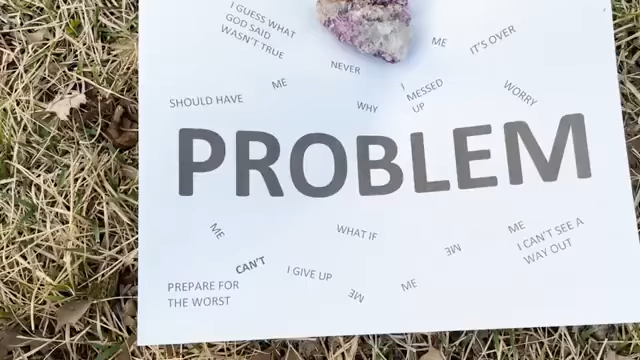 I GUESS WHAT
GOD SAID
WASN'T TRUE
ME
IT'S OVER
NEVER
ME
I
MESSED
UP
WORRY
SHOULD HAVE
WHY
PROBLEM
ME
WHAT IF
ME
ME
I CAN'T SEE A
WAY OUT
CAN'T
I GIVE UP
PREPARE FOR
THE WORST
ME
ME